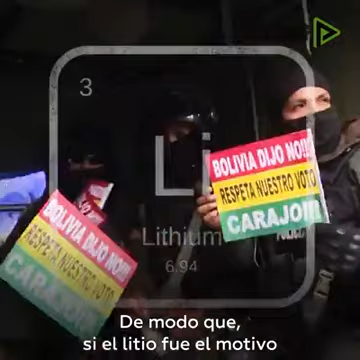 3
Li
Lithium
6.94
BOLIVIA DIJO NO!!!
RESPETA NUESTRO VOTO
CARAJO!!!
BOLIVIA DIJO NO!!!
RESPETA NUESTRO VOTO
CARAJO!!!
De modo que,
si el litio fue el motivo